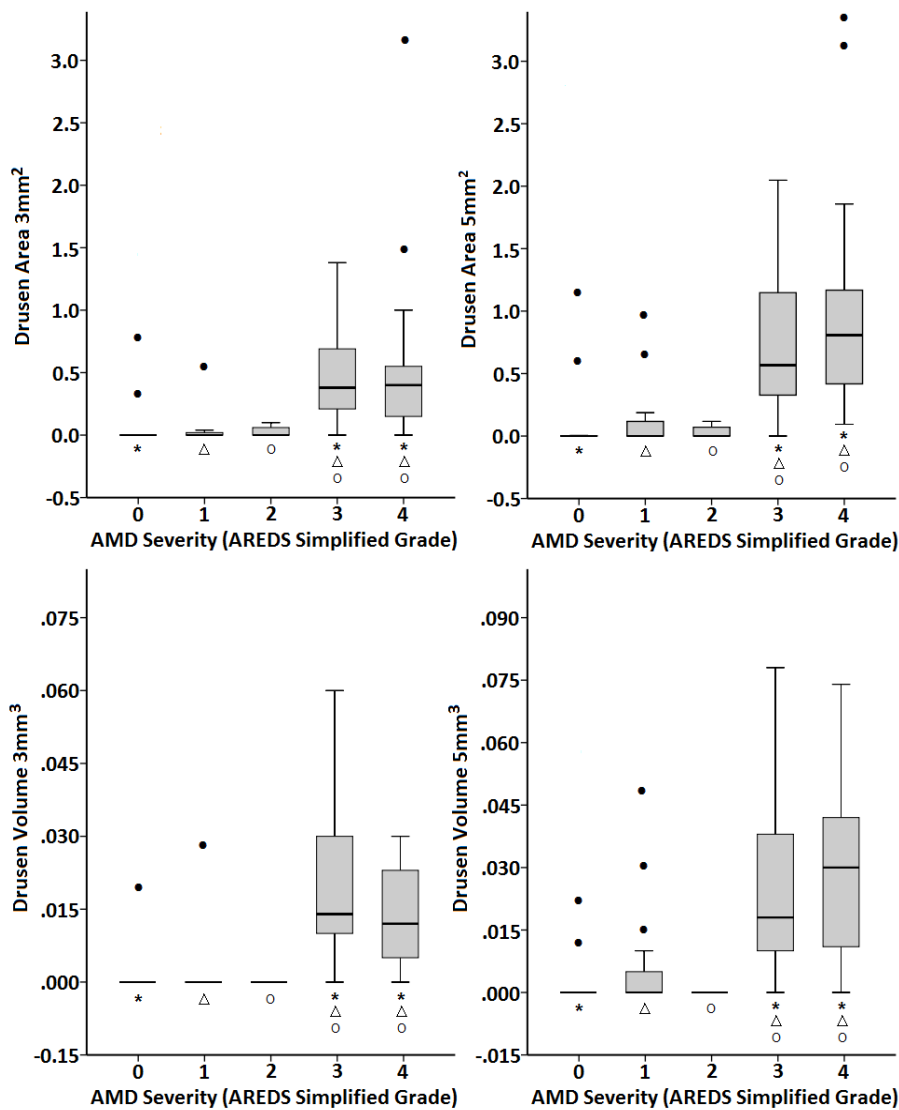 Drusen Area 3mm²
3.0
2.5
2.0
1.5
1.0
0.5
0.0
-0.5
* △ o * *
△ △
o o
0 1 2 3 4
AMD Severity (AREDS Simplified Grade)
Drusen Area 5mm²
3.0
2.5
2.0
1.5
1.0
0.5
0.0
-0.5
* △ o * *
△ △
o o
0 1 2 3 4
AMD Severity (AREDS Simplified Grade)
Drusen Volume 3mm³
.075
.060
.045
.030
.015
.000
-0.15
* △ o * *
△ △
o o
0 1 2 3 4
AMD Severity (AREDS Simplified Grade)
Drusen Volume 5mm³
.090
.075
.060
.045
.030
.015
.000
-.015
* △ o * *
△ △
o o
0 1 2 3 4
AMD Severity (AREDS Simplified Grade)